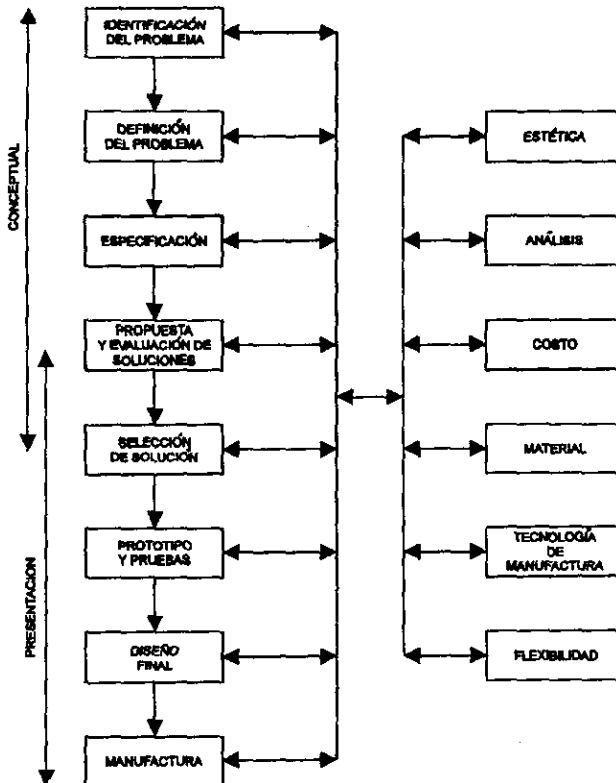 IDENTIFICACIÓN
DEL PROBLEMA
DEFINICIÓN
DEL PROBLEMA
ESPECIFICACIÓN
PROPUESTA
Y EVALUACIÓN DE
SOLUCIONES
SELECCIÓN
DE SOLUCIÓN
PROTOTIPO
Y PRUEBAS
DISEÑO
FINAL
MANUFACTURA
CONCEPTUAL
PRESENTACION
ESTÉTICA
ANÁLISIS
COSTO
MATERIAL
TECNOLOGÍA
DE
MANUFACTURA
FLEXIBILIDAD